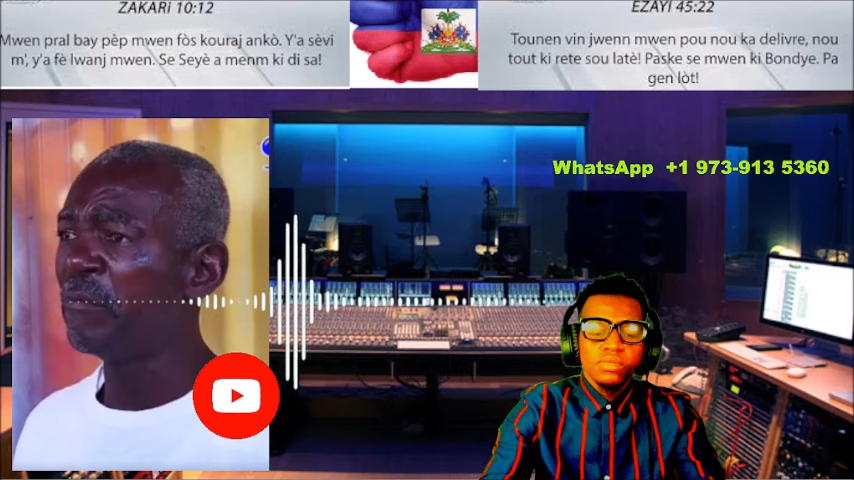 ZAKARi 10:12
Mwen pral bay pèp mwen fòs kouraj ankò. Y'a sèvi
m', y'a fè lwanj mwen. Se Seyè a menm ki di sa!
EZAYI 45:22
Tounen vin jwenn mwen pou nou ka delivre, nou
tout ki rete sou latè! Paske se mwen ki Bondye. Pa
gen lòt!
WhatsApp +1 973-913 5360